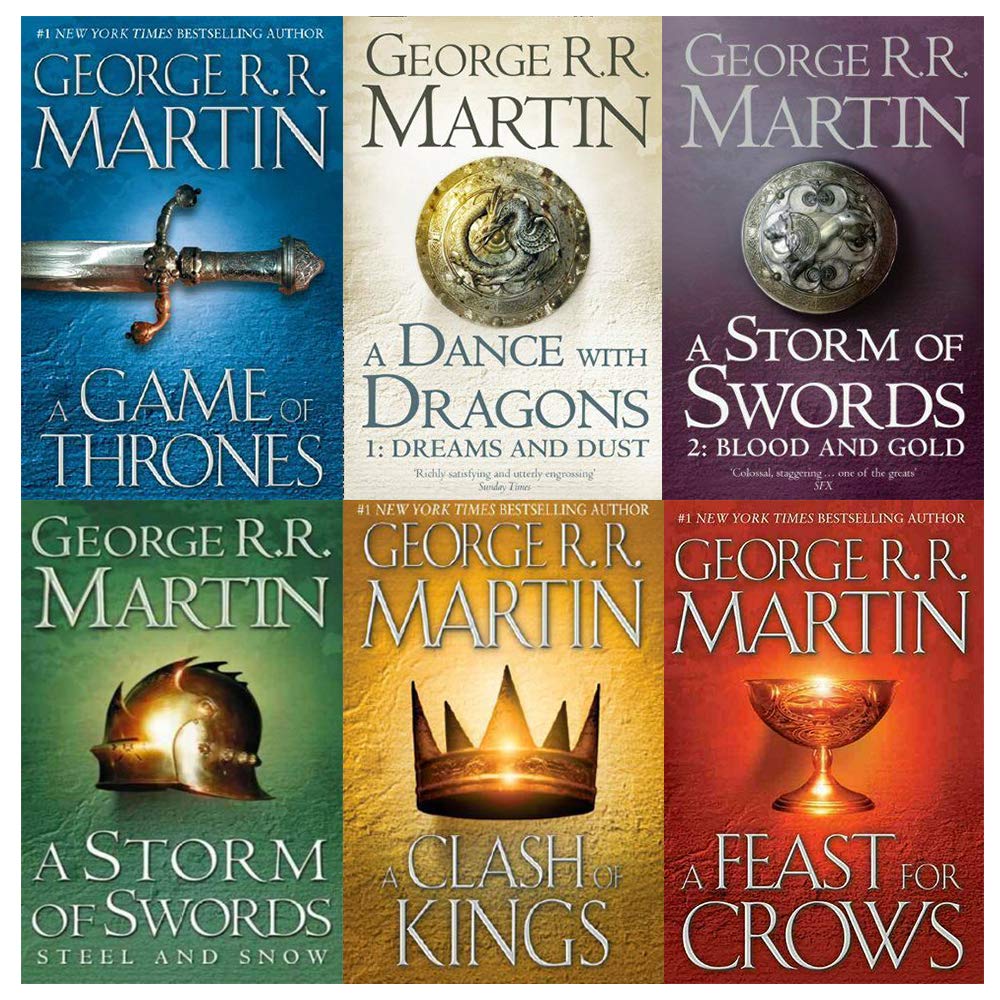 #1 NEW YORK TIMES BESTSELLING AUTHOR
GEORGE R.R.
MARTIN
A GAME OF
THRONES
GEORGE R.R.
MARTIN
A DANCE WITH
DRAGONS
1: DREAMS AND DUST
'Richly satisfying and utterly engrossing'
Sunday Times
GEORGE R.R.
MARTIN
A STORM OF
SWORDS
2: BLOOD AND GOLD
'Colossal, staggering ... one of the greats'
SFX
GEORGE R.R.
MARTIN
A STORM
OF SWORDS
STEEL AND SNOW
#1 NEW YORK TIMES BESTSELLING AUTHOR
GEORGE R.R.
MARTIN
A CLASH OF
KINGS
#1 NEW YORK TIMES BESTSELLING AUTHOR
GEORGE R.R.
MARTIN
A FEAST FOR
CROWS